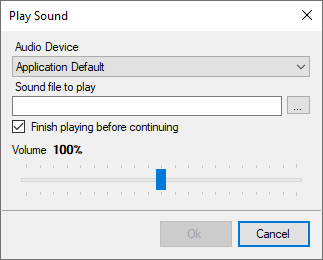 Play Sound
Audio Device
Application Default
Sound file to play
...
Finish playing before continuing
Volume 100%
Ok Cancel